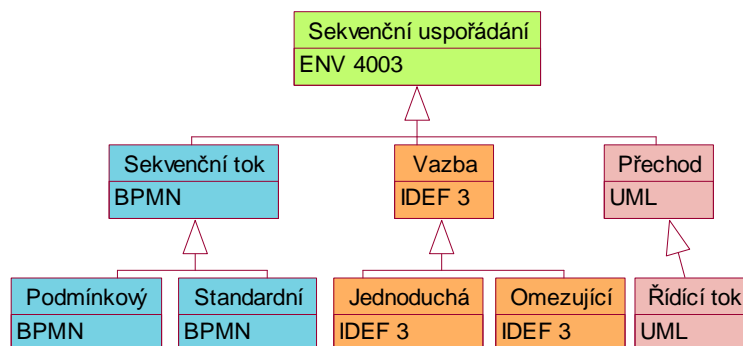 Sekvenční uspořádání
ENV 4003
Sekvenční tok
BPMN
Vazba
IDEF 3
Přechod
UML
Podmínkový
BPMN
Standardní
BPMN
Jednoduchá
IDEF 3
Omezující
IDEF 3
Řídící tok
UML